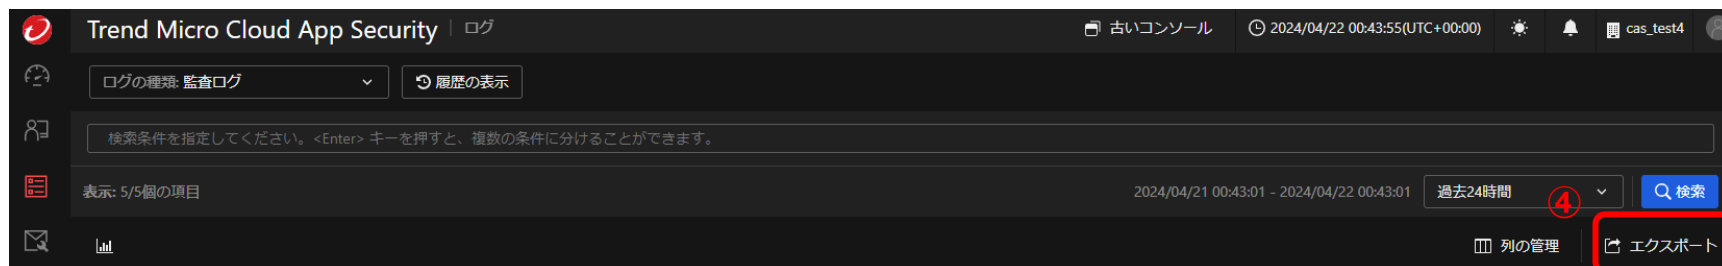 Trend Micro Cloud App Security ログ 古いコンソール 2024/04/22 00:43:55(UTC+00:00) cas_test4
ログの種類: 監査ログ 履歴の表示
検索条件を指定してください。<Enter> キーを押すと、複数の条件に分けることができます。
表示: 5/5個の項目 2024/04/21 00:43:01 - 2024/04/22 00:43:01 過去24時間 検索
④
列の管理 エクスポート